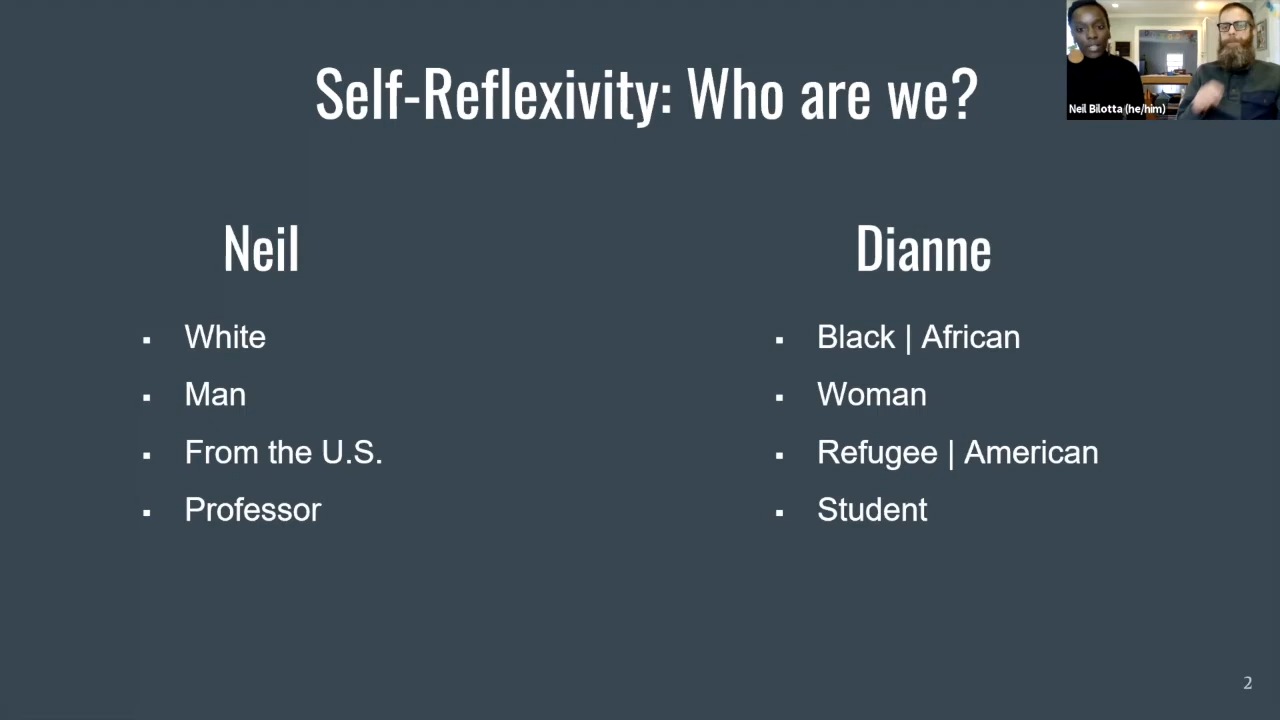 Self-Reflexivity: Who are we?
Neil Bilotta (he/him)
Neil
▪ White
▪ Man
▪ From the U.S.
▪ Professor
Dianne
▪ Black | African
▪ Woman
▪ Refugee | American
▪ Student
2